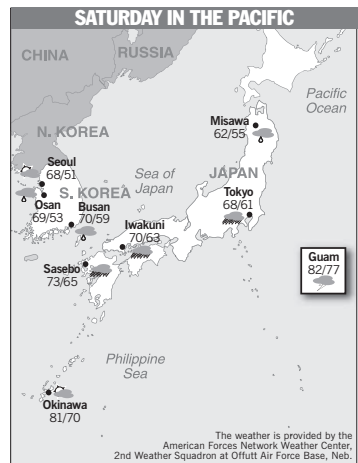 SATURDAY IN THE PACIFIC
CHINA
RUSSIA
Pacific
Ocean
N. KOREA
Misawa
62/55
Seoul
68/51
Sea of
Japan
JAPAN
S. KOREA
Osan
69/53
Busan
70/59
Tokyo
68/61
Iwakuni
70/63
Guam
82/77
Sasebo
73/65
Philippine
Sea
Okinawa
81/70
The weather is provided by the
American Forces Network Weather Center,
2nd Weather Squadron at Offutt Air Force Base, Neb.